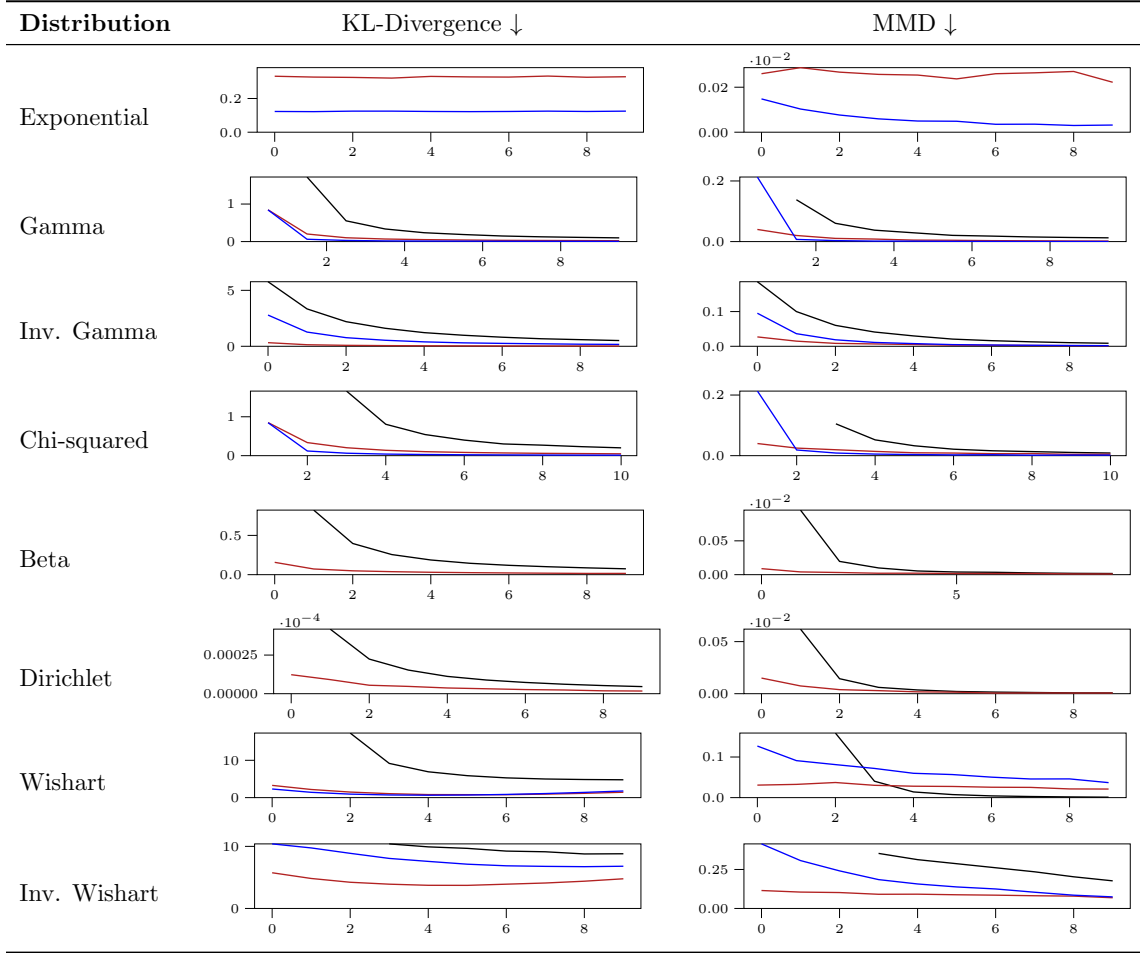 Distribution KL-Divergence ↓ MMD ↓
Exponential
0.2
0.0
0 2 4 6 8
·10⁻²
0.02
0.00
0 2 4 6 8
Gamma
1
0
2 4 6 8
0.2
0.0
2 4 6 8
Inv. Gamma
5
0
0 2 4 6 8
0.1
0.0
0 2 4 6 8
Chi-squared
1
0
2 4 6 8 10
0.2
0.0
2 4 6 8 10
Beta
0.5
0.0
0 2 4 6 8
·10⁻²
0.05
0.00
0 5
Dirichlet
·10⁻⁴
0.00025
0.00000
0 2 4 6 8
·10⁻²
0.05
0.00
0 2 4 6 8
Wishart
10
0
0 2 4 6 8
0.1
0.0
0 2 4 6 8
Inv. Wishart
10
0
0 2 4 6 8
0.25
0.00
0 2 4 6 8